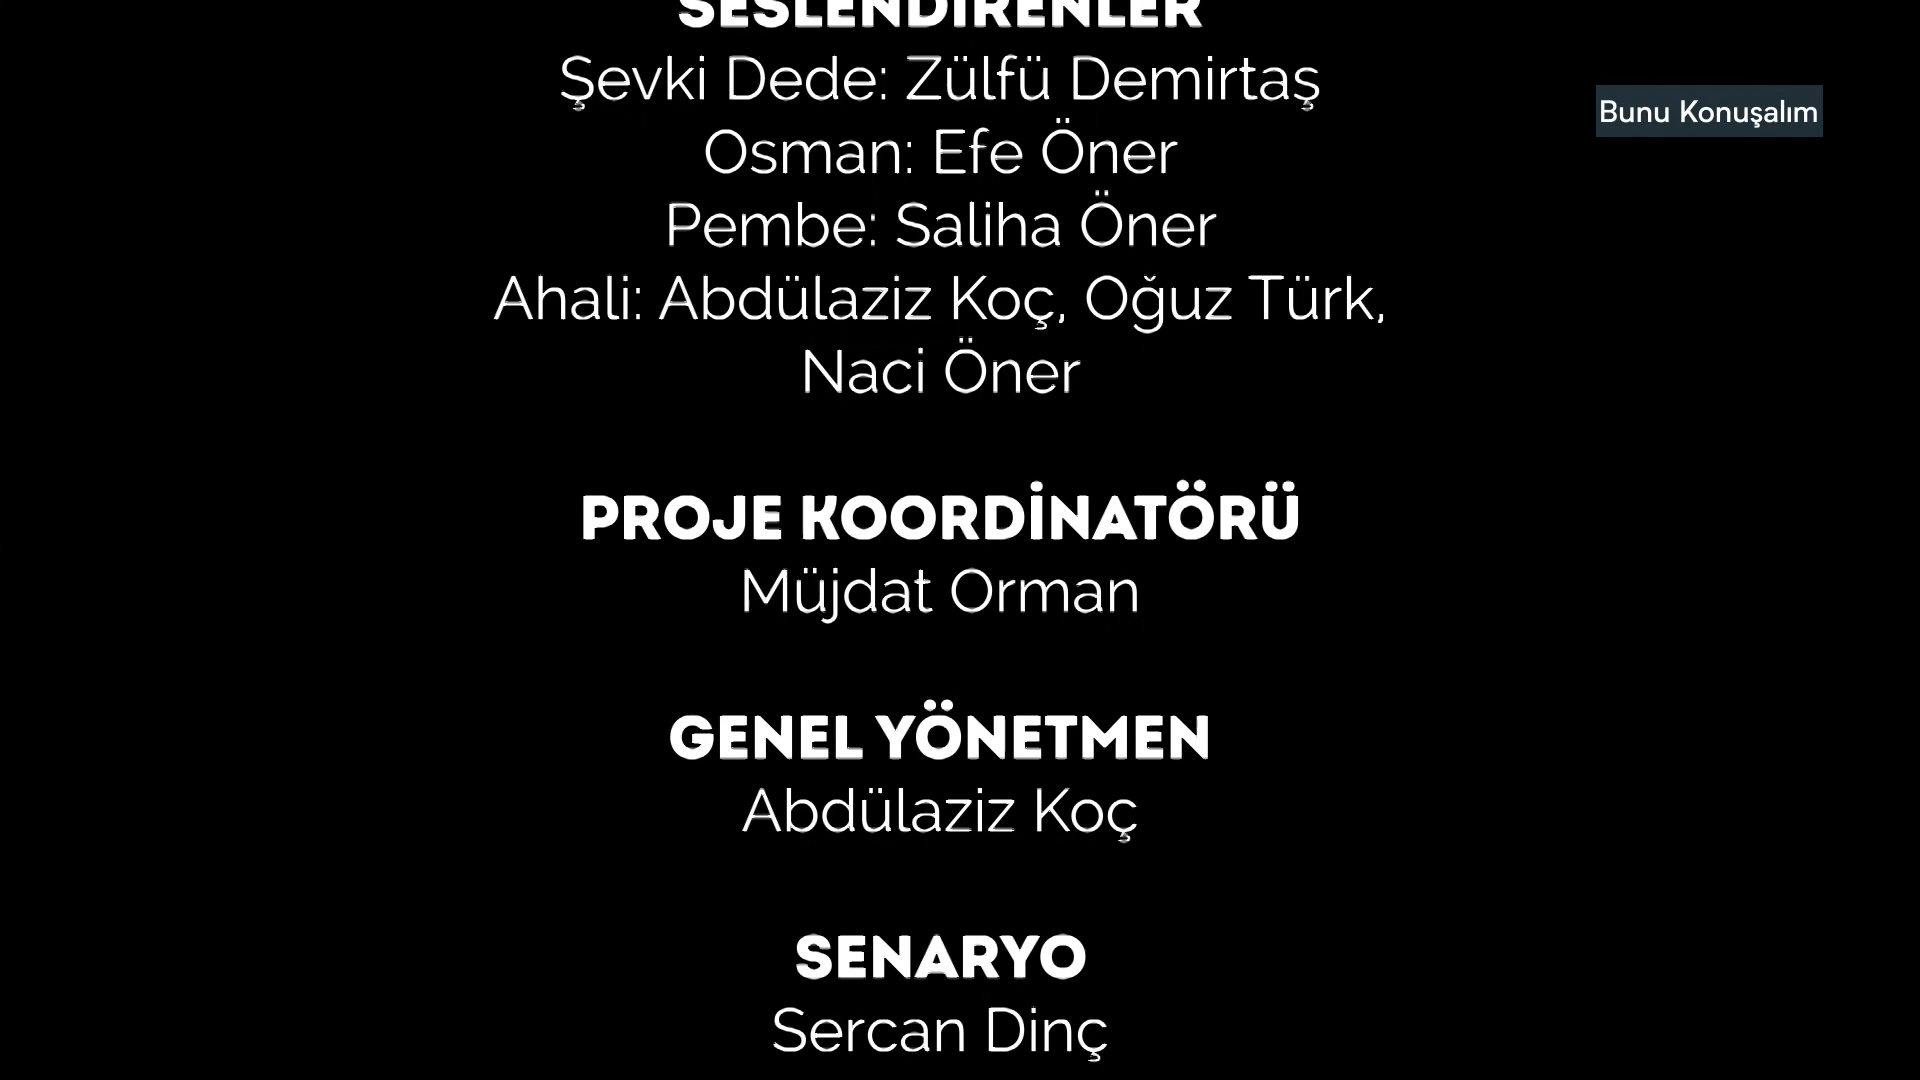 SESLENDİRENLER
Şevki Dede: Zülfü Demirtaş
Bunu Konuşalım
Osman: Efe Öner
Pembe: Saliha Öner
Ahali: Abdülaziz Koç, Oğuz Türk,
Naci Öner
PROJE KOORDİNATÖRÜ
Müjdat Orman
GENEL YÖNETMEN
Abdülaziz Koç
SENARYO
Sercan Dinç